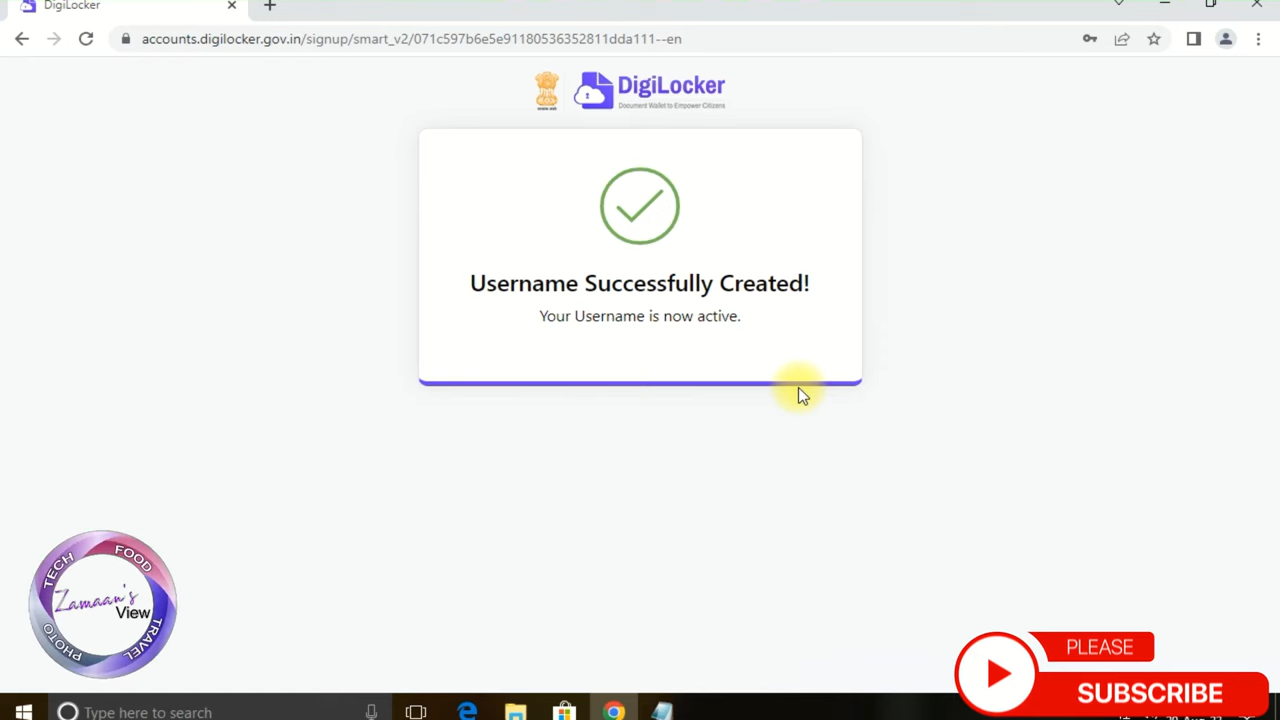 DigiLocker
accounts.digilocker.gov.in/signup/smart_v2/071c597b6e5e91180536352811dda111--en
DigiLocker
Document Wallet to Empower Citizens
Username Successfully Created!
Your Username is now active.
TECH
FOOD
Zamaan's
View
PHOTO
TRAVEL
PLEASE
SUBSCRIBE
Type here to search